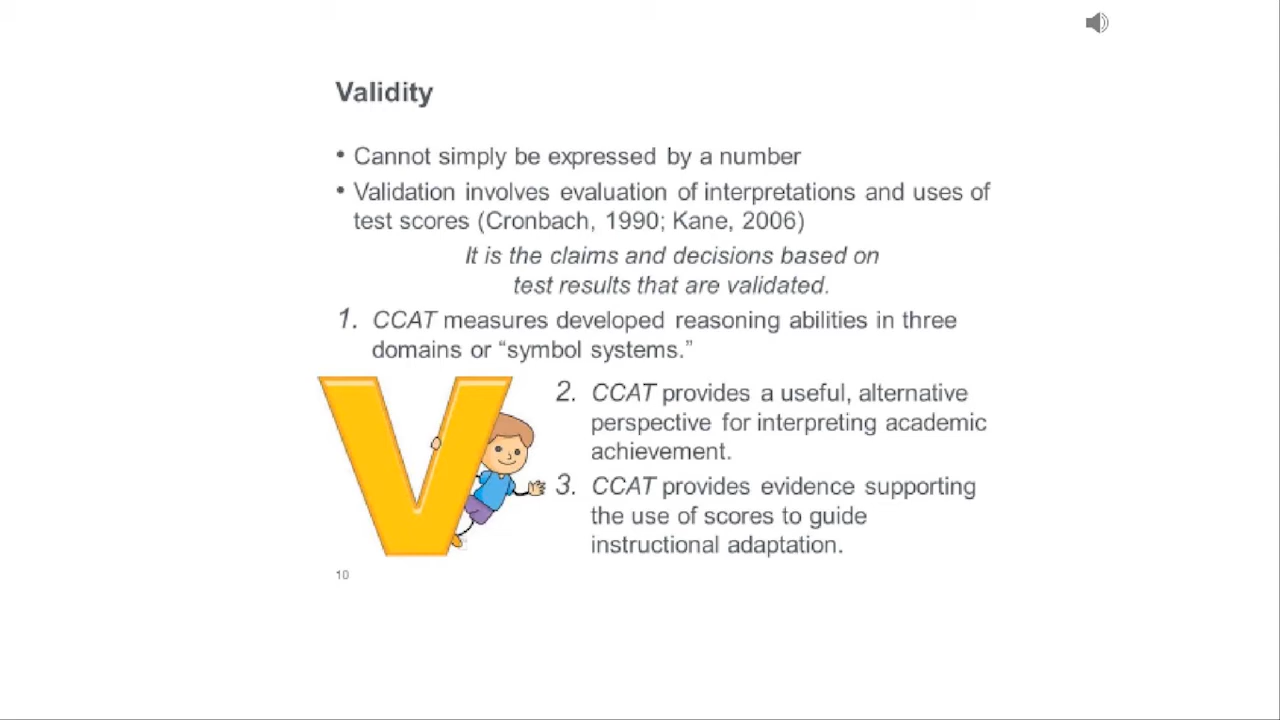 Validity
• Cannot simply be expressed by a number
• Validation involves evaluation of interpretations and uses of
test scores (Cronbach, 1990; Kane, 2006)
It is the claims and decisions based on
test results that are validated.
1. CCAT measures developed reasoning abilities in three
domains or “symbol systems.”
V
2. CCAT provides a useful, alternative
perspective for interpreting academic
achievement.
3. CCAT provides evidence supporting
the use of scores to guide
instructional adaptation.
10